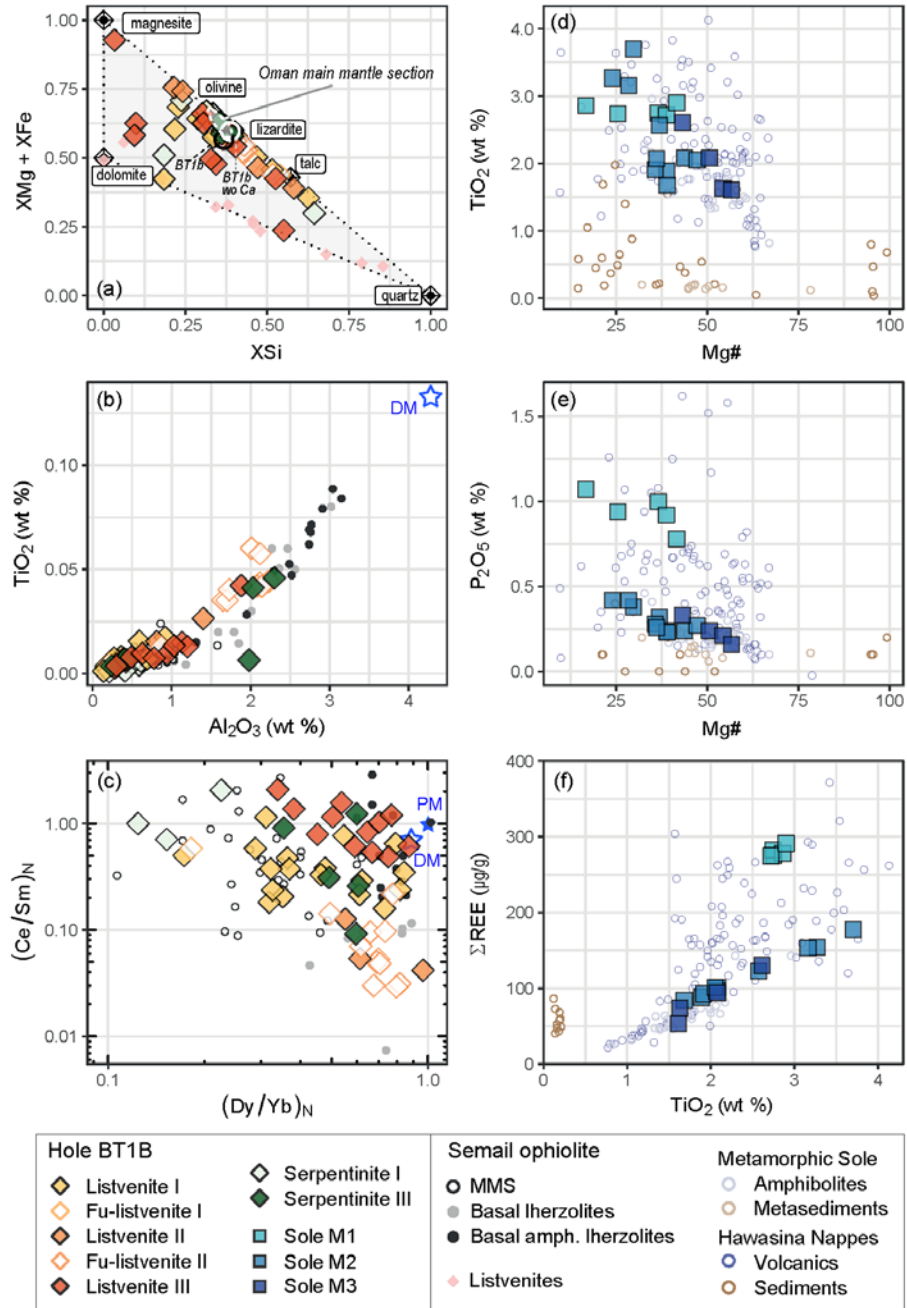 (a)
XMg + XFe
1.00
0.75
0.50
0.25
0.00
magnesite
olivine
Oman main mantle section
lizardite
talc
dolomite
BT1b
BT1b
wo Ca
quartz
0.00
0.25
0.50
0.75
1.00
XSi
(d)
TiO₂ (wt %)
4.0
3.0
2.0
1.0
0.0
25
50
75
100
Mg#
(b)
DM
TiO₂ (wt %)
0.10
0.05
0.00
0
1
2
3
4
Al₂O₃ (wt %)
(e)
P₂O₅ (wt %)
1.5
1.0
0.5
0.0
25
50
75
100
Mg#
(c)
PM
DM
(Ce/Sm)N
1.00
0.10
0.01
0.1
1.0
(Dy/Yb)N
(f)
ΣREE (µg/g)
400
300
200
100
0
0
1
2
3
4
TiO₂ (wt %)
Hole BT1B
Listvenite I
Fu-listvenite I
Listvenite II
Fu-listvenite II
Listvenite III
Serpentinite I
Serpentinite III
Sole M1
Sole M2
Sole M3
Semail ophiolite
MMS
Basal lherzolites
Basal amph. lherzolites
Listvenites
Metamorphic Sole
Amphibolites
Metasediments
Hawasina Nappes
Volcanics
Sediments